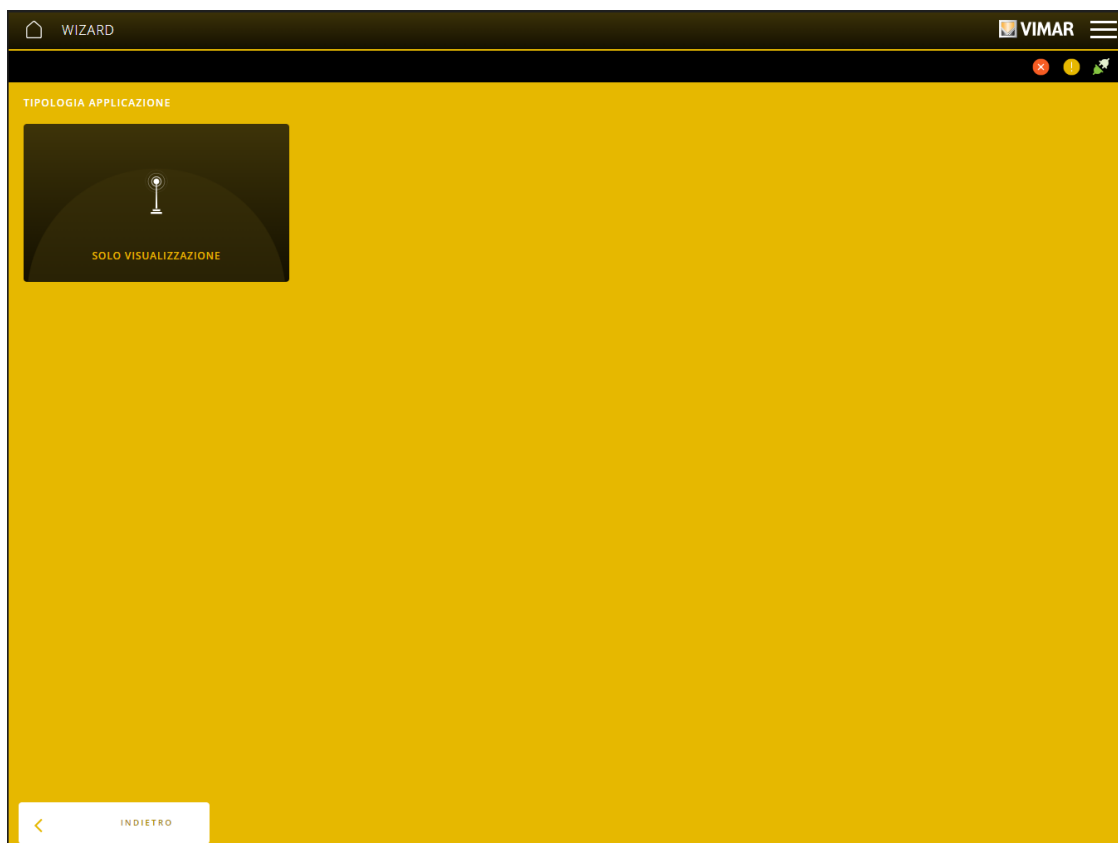 WIZARD
VIMAR
TIPOLOGIA APPLICAZIONE
SOLO VISUALIZZAZIONE
INDIETRO